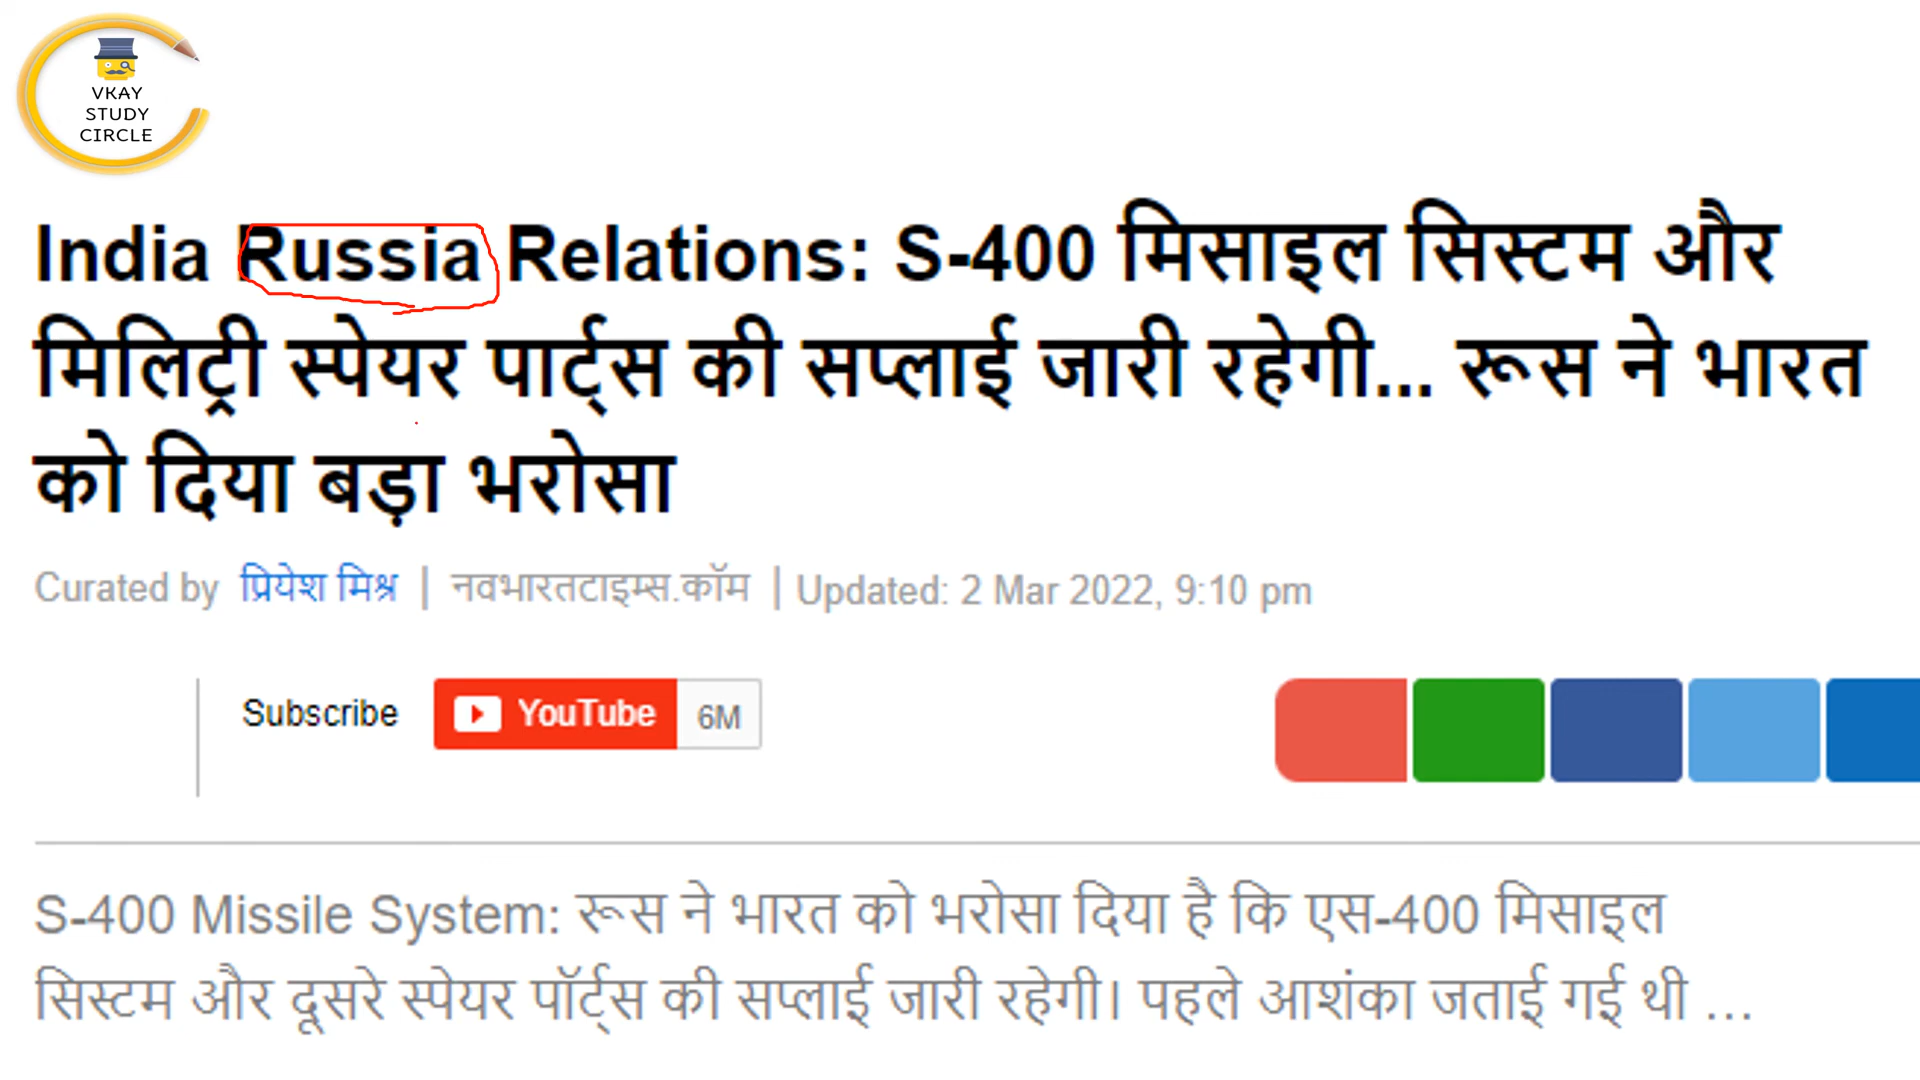 VKAY
STUDY
CIRCLE
India Russia Relations: S-400 मिसाइल सिस्टम और
मिलिट्री स्पेयर पार्ट्स की सप्लाई जारी रहेगी... रूस ने भारत
को दिया बड़ा भरोसा
Curated by प्रियेश मिश्र | नवभारतटाइम्स.कॉम | Updated: 2 Mar 2022, 9:10 pm
Subscribe YouTube 6M
S-400 Missile System: रूस ने भारत को भरोसा दिया है कि एस-400 मिसाइल
सिस्टम और दूसरे स्पेयर पॉर्ट्स की सप्लाई जारी रहेगी। पहले आशंका जताई गई थी ...